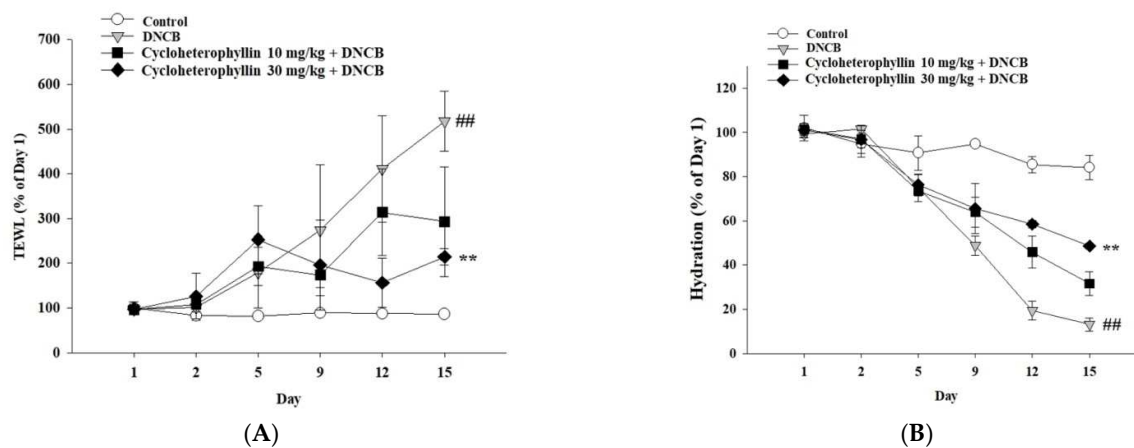 Control
DNCB
Cycloheterophyllin 10 mg/kg + DNCB
Cycloheterophyllin 30 mg/kg + DNCB
TEWL (% of Day 1)
700
600
500
400
300
200
100
0
##
**
1 2 5 9 12 15
Day
(A)
Control
DNCB
Cycloheterophyllin 10 mg/kg + DNCB
Cycloheterophyllin 30 mg/kg + DNCB
Hydration (% of Day 1)
120
100
80
60
40
20
0
**
##
1 2 5 9 12 15
Day
(B)